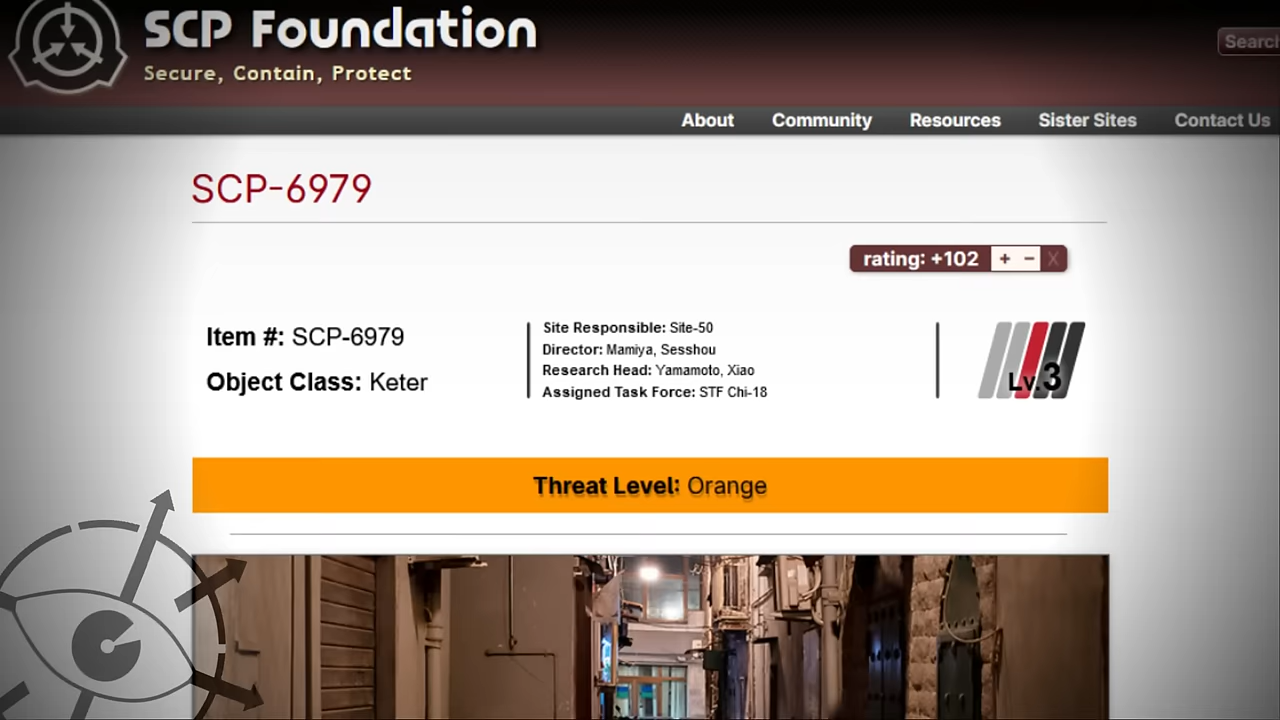 SCP Foundation
Secure, Contain, Protect
About Community Resources Sister Sites Contact Us
SCP-6979
rating: +102 + − X
Item #: SCP-6979
Object Class: Keter
Site Responsible: Site-50
Director: Mamiya, Sesshou
Research Head: Yamamoto, Xiao
Assigned Task Force: STF Chi-18
Lv.3
Threat Level: Orange